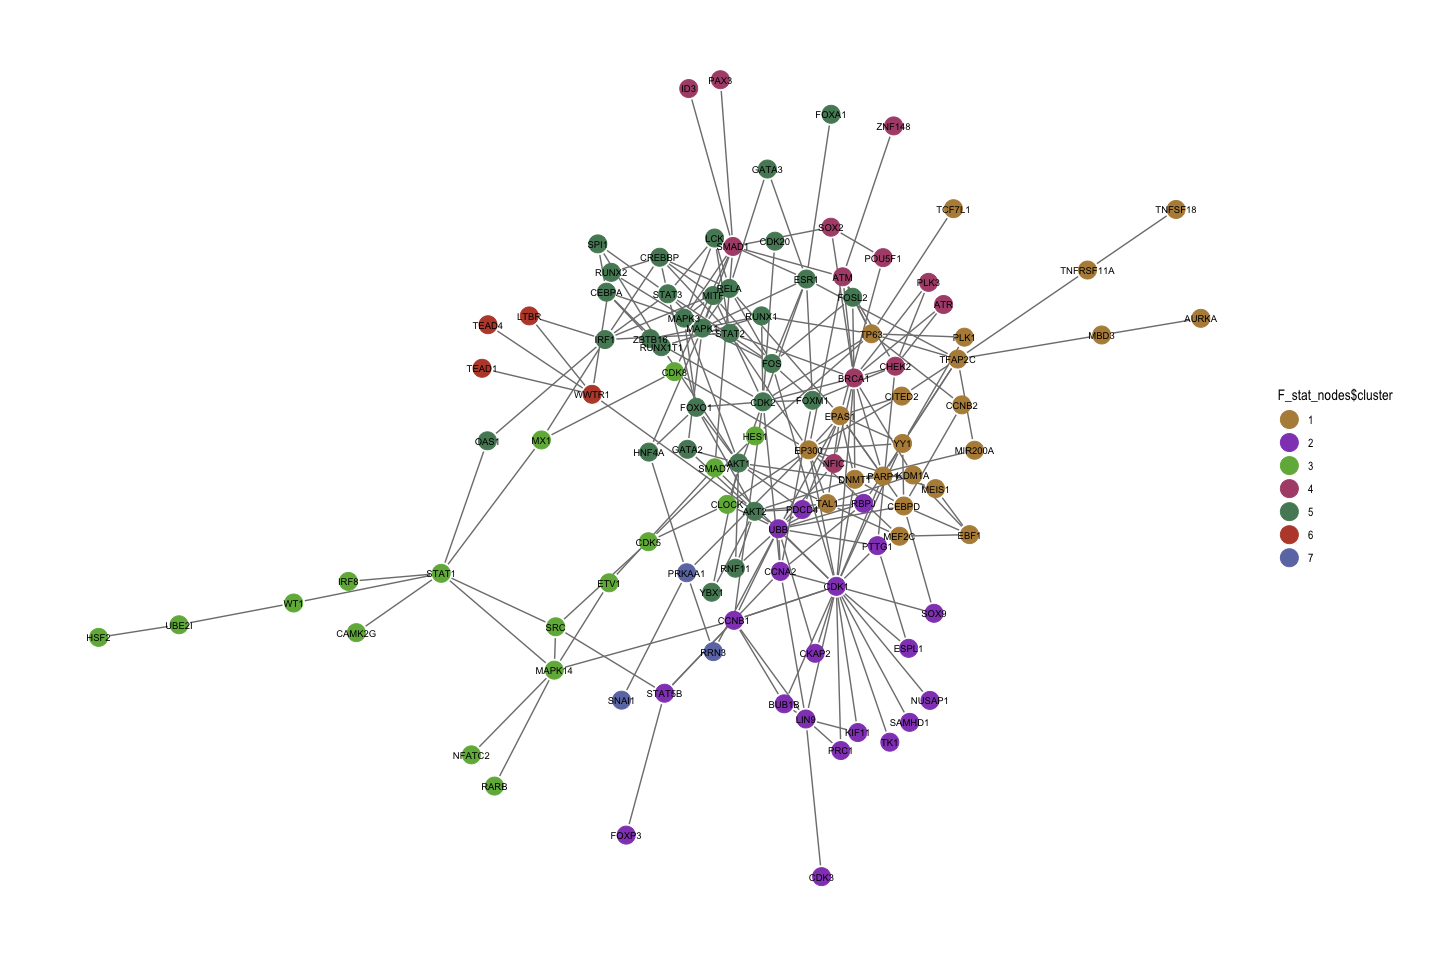 PAX3
ID3
FOXA1
ZNF148
GATA3
TCF7L1
TNFSF18
SOX2
LCK
SMAD1
CDK20
SPI1
CREBBP
POU5F1
RUNX2
TNFRSF11A
ATM
ESR1
PLK3
CEBPA
STAT3
MITF
RELA
FOSL2
ATR
LTBR
MAPK3
RUNX1
AURKA
TEAD4
MAPK1
STAT2
TP63
PLK1
MBD3
IRF1
ZBTB16
RUNX1T1
TFAP2C
FOS
CHEK2
TEAD1
CDK8
BRCA1
WWTR1
CITED2
FOXO1
CDK2
FOXM1
CCNB2
EPAS1
OAS1
MX1
HES1
YY1
HNF4A
GATA2
EP300
MIR200A
AKT1
NFIC
SMAD7
DNMT1
KDM1A
MEIS1
CLOCK
TAL1
RBPJ
CEBPD
AKT2
PDCD4
UBB
MEF2C
EBF1
CDK5
PTTG1
STAT1
PRKAA1
RNF11
CCNA2
IRF8
ETV1
YBX1
CDK1
WT1
SOX9
UBE2I
SRC
CCNB1
HSF2
CAMK2G
RRN3
CKAP2
ESPL1
MAPK14
STAT5B
SNAI1
BUB1B
NUSAP1
LIN9
SAMHD1
KIF11
TK1
PRC1
NFATC2
RARB
FOXP3
CDK3
F_stat_nodes$cluster
1
2
3
4
5
6
7